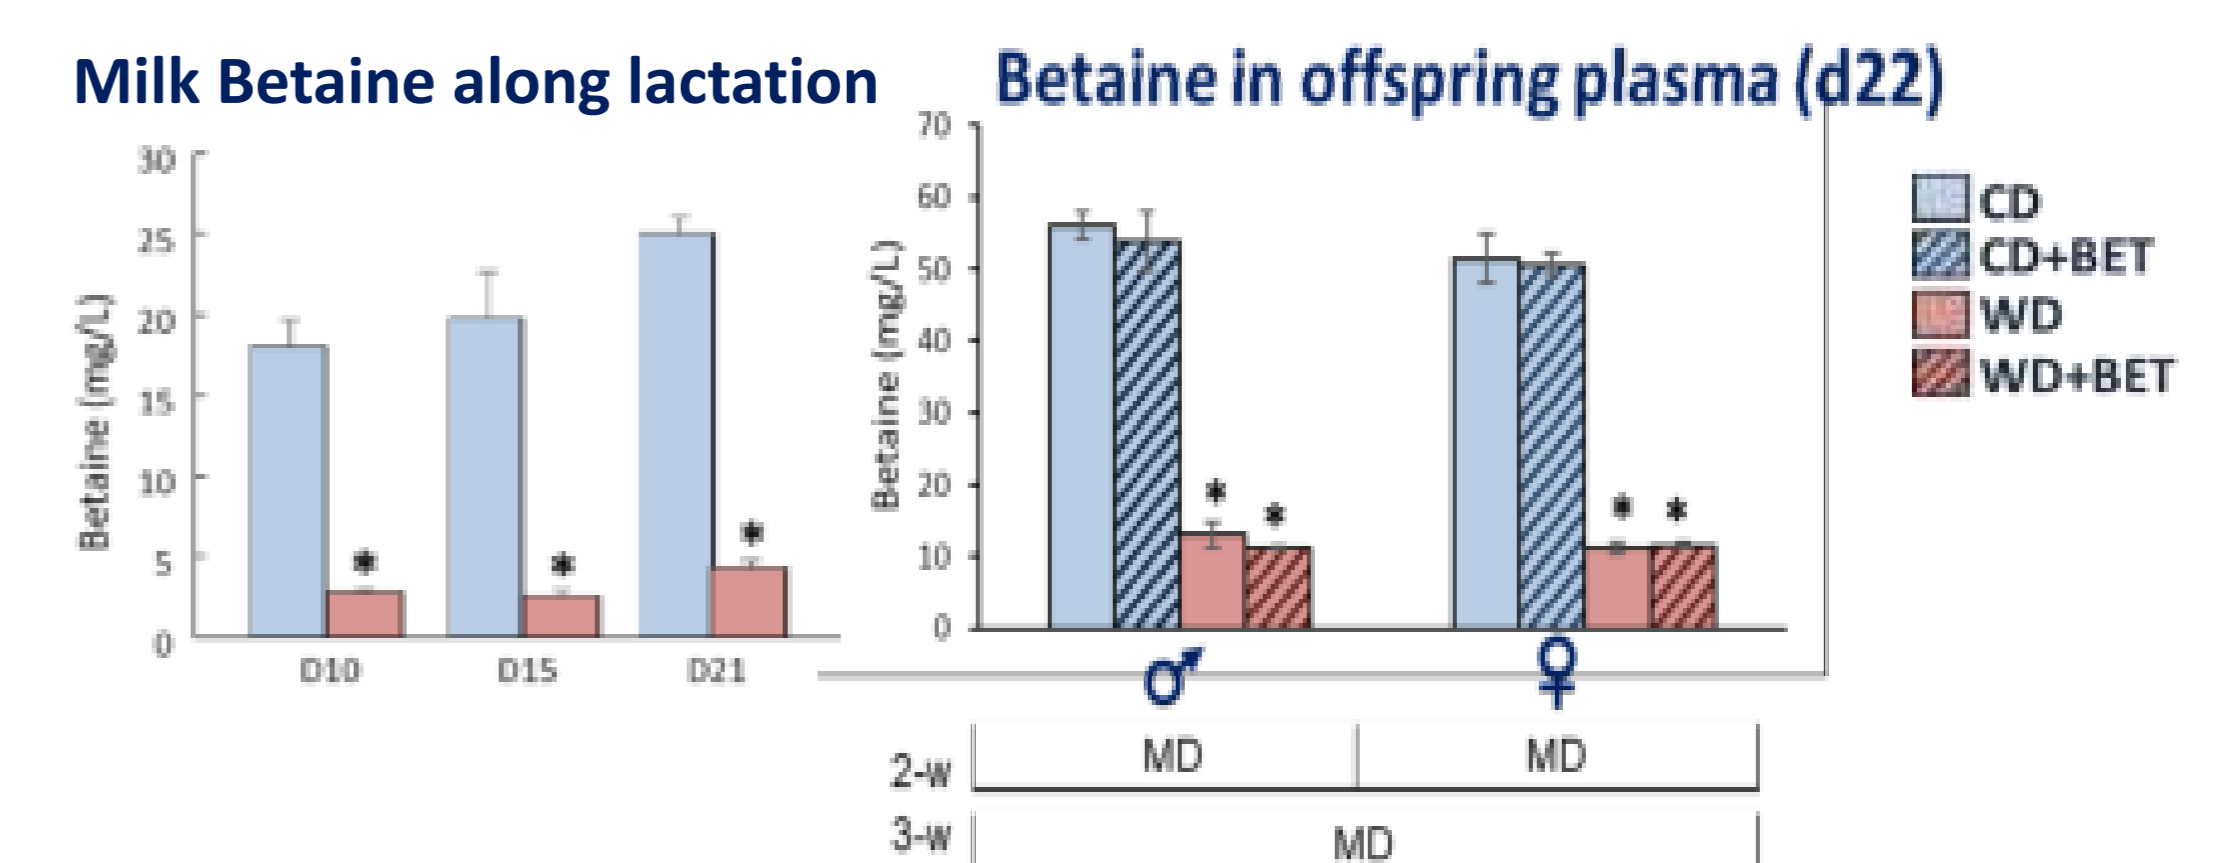 Milk Betaine along lactation
Betaine (mg/L)
30
25
20
15
10
5
0
*
*
*
D10 D15 D21
Betaine in offspring plasma (d22)
Betaine (mg/L)
70
60
50
40
30
20
10
0
* * * *
♂ ♀
2-w MD MD
3-w MD
CD
CD+BET
WD
WD+BET